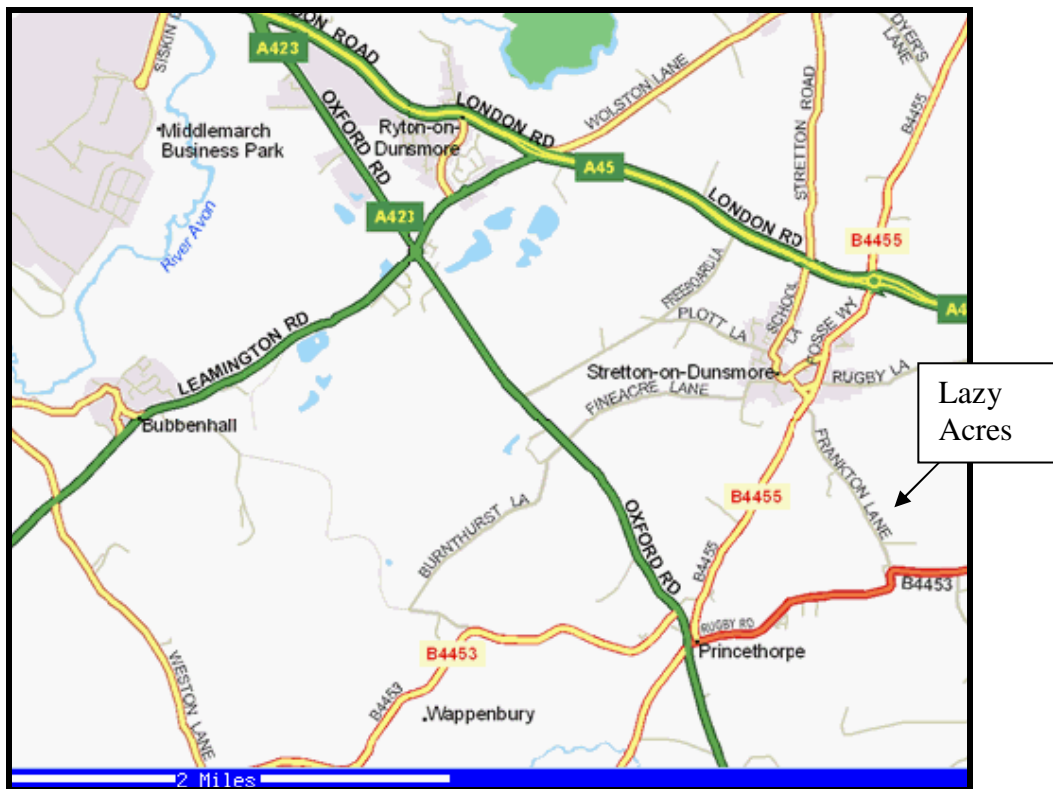 SISKIN D
A423
DON ROAD
OXFORD RD
Middlemarch
Business Park
River Avon
Ryton-on-
Dunsmore
LONDON RD
WOLSTON LANE
A45
STRETTON ROAD
DYER'S
LANE
B4455
A423
LONDON RD
B4455
FREEBOARD LA
PLOTT LA
SCHOOL
LA
FOSSE WY
A4
LEAMINGTON RD
Stretton-on-Dunsmore
RUGBY LA
FINEACRE LANE
Bubbenhall
Lazy
Acres
FRANKTON LANE
B4455
BURNTHURST LA
OXFORD RD
B4455
B4453
RUGBY RD
Princethorpe
B4453
WESTON LANE
B4453
Wappenbury
2 Miles